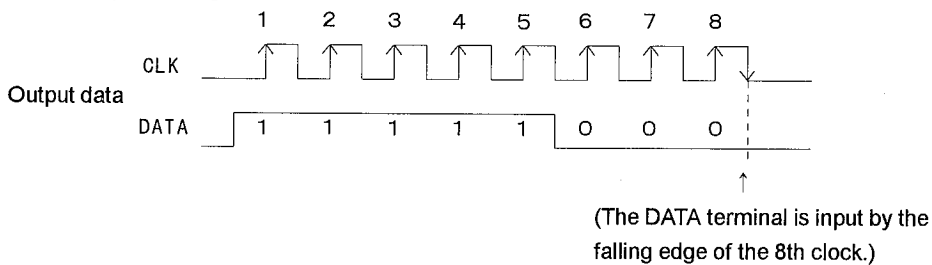 1 2 3 4 5 6 7 8
CLK
Output data
DATA 1 1 1 1 1 0 0 0
(The DATA terminal is input by the
falling edge of the 8th clock.)